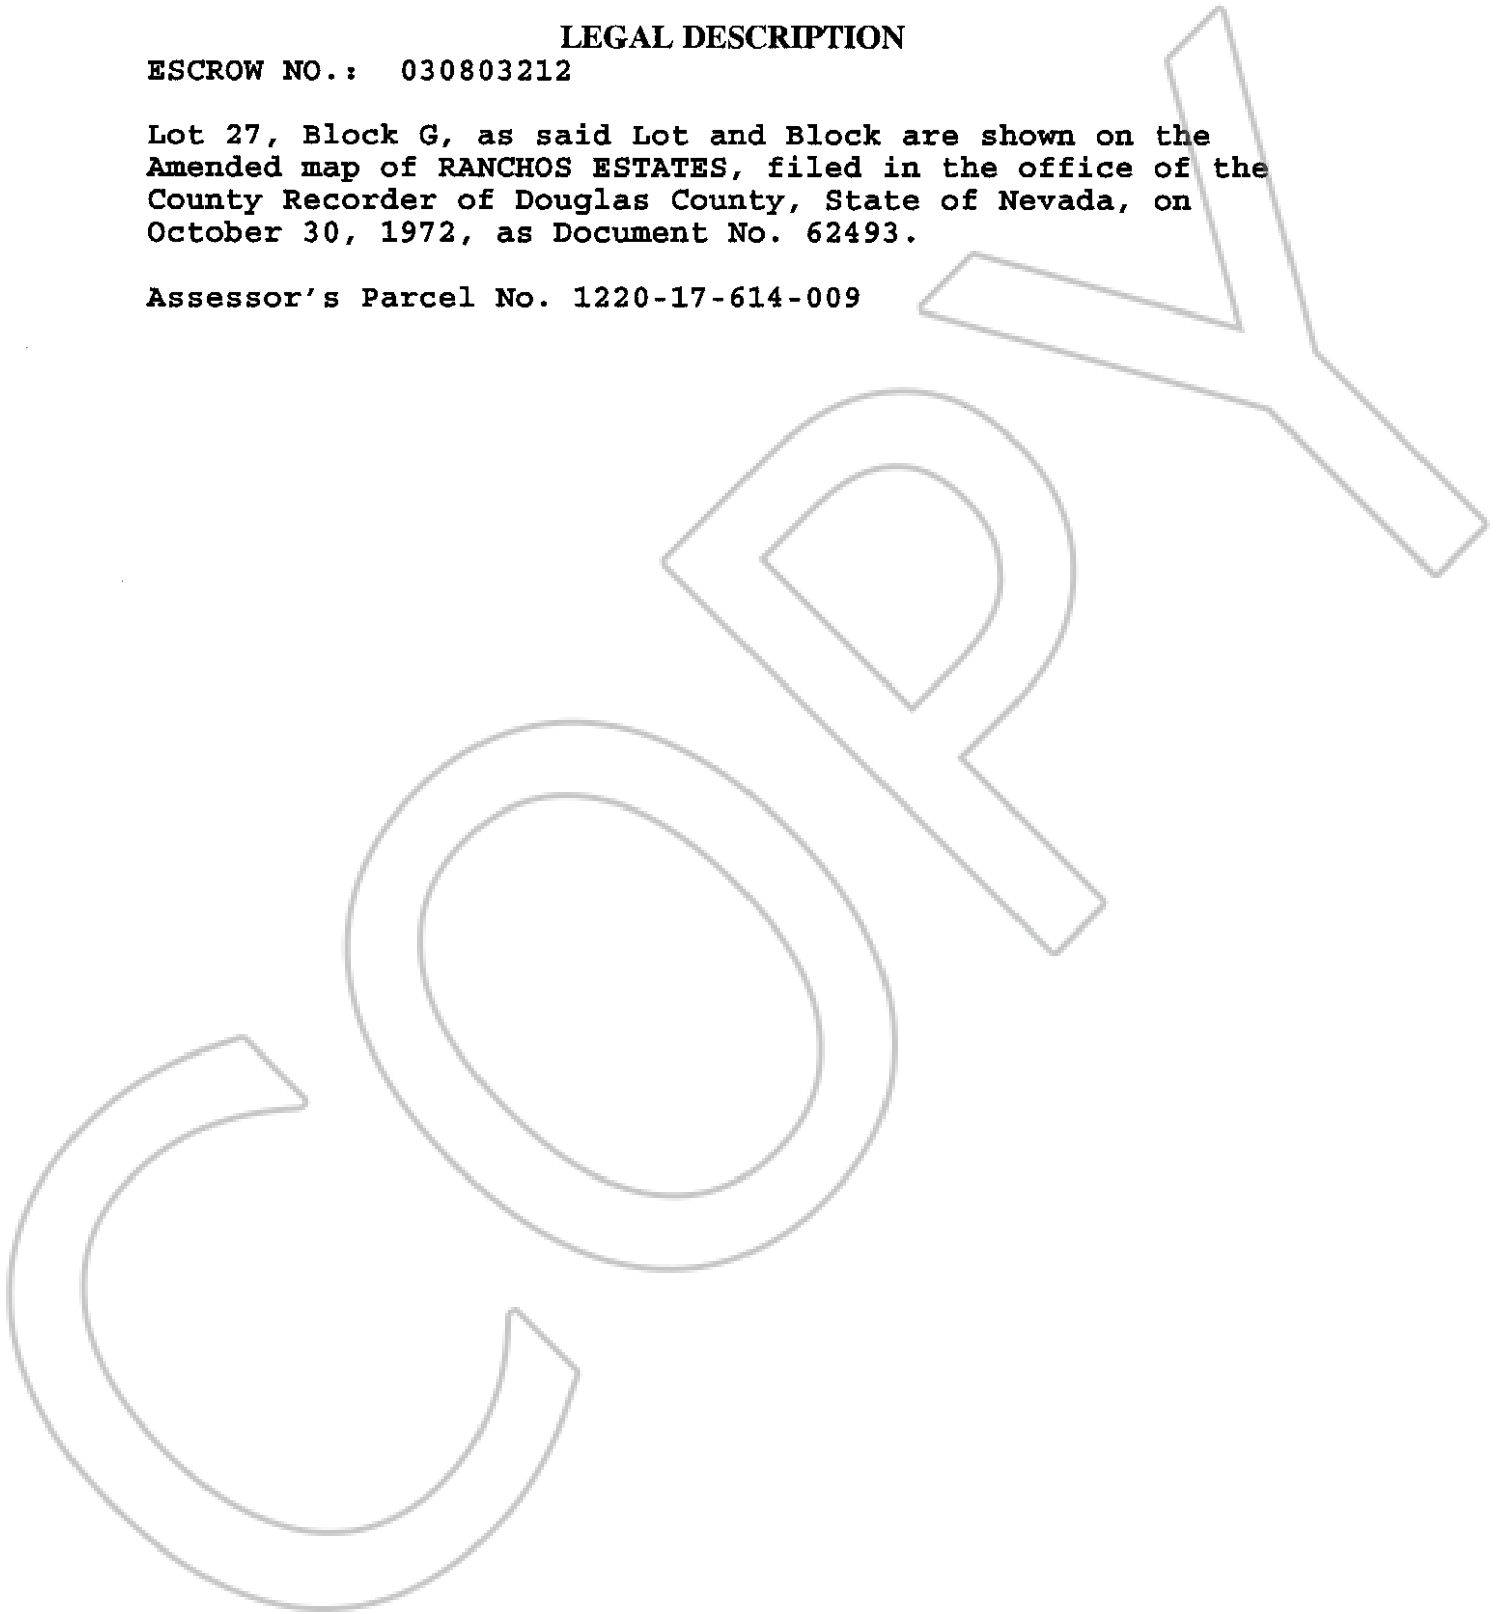 LEGAL DESCRIPTION
ESCROW NO.: 030803212
Lot 27, Block G, as said Lot and Block are shown on the
Amended map of RANCHOS ESTATES, filed in the office of the
County Recorder of Douglas County, State of Nevada, on
October 30, 1972, as Document No. 62493.
Assessor's Parcel No. 1220-17-614-009
COPY